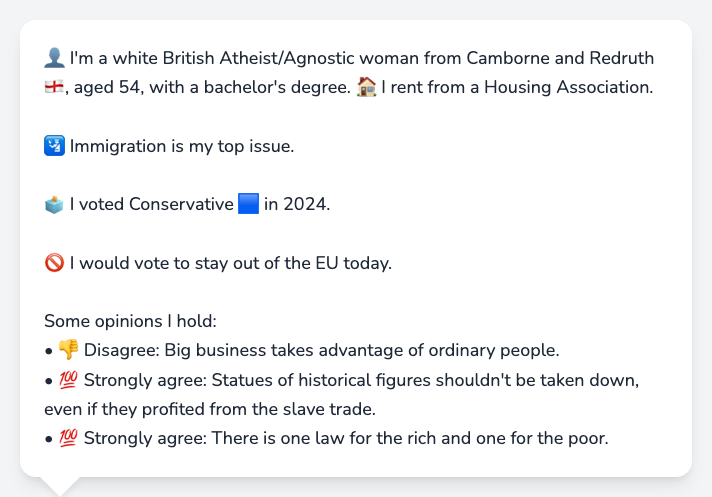 👤 I'm a white British Atheist/Agnostic woman from Camborne and Redruth
🏴󠁧󠁢󠁥󠁮󠁧󠁿, aged 54, with a bachelor's degree. 🏠 I rent from a Housing Association.
🛂 Immigration is my top issue.
🗳️ I voted Conservative 🟦 in 2024.
🚫 I would vote to stay out of the EU today.
Some opinions I hold:
• 👎 Disagree: Big business takes advantage of ordinary people.
• 💯 Strongly agree: Statues of historical figures shouldn't be taken down,
even if they profited from the slave trade.
• 💯 Strongly agree: There is one law for the rich and one for the poor.